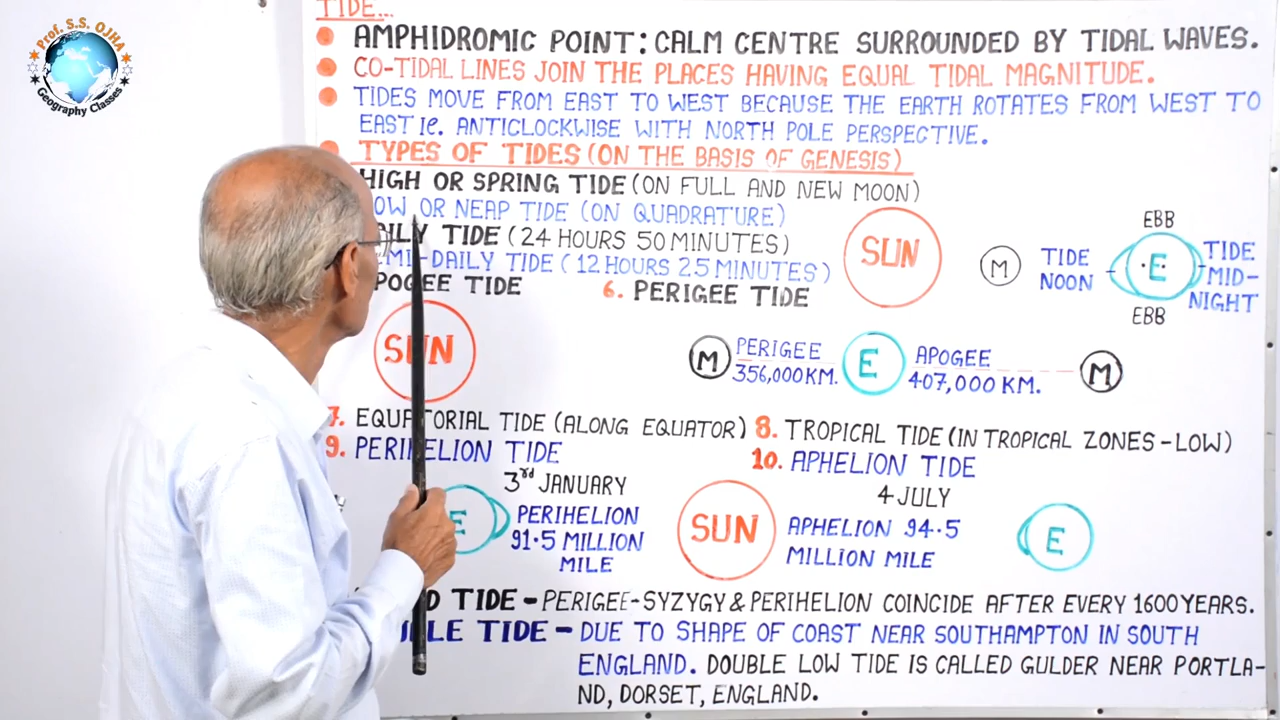 Prof. S.S. OJHA
Geography Classes
TIDE...
AMPHIDROMIC POINT: CALM CENTRE SURROUNDED BY TIDAL WAVES.
CO-TIDAL LINES JOIN THE PLACES HAVING EQUAL TIDAL MAGNITUDE.
TIDES MOVE FROM EAST TO WEST BECAUSE THE EARTH ROTATES FROM WEST TO
EAST ie. ANTICLOCKWISE WITH NORTH POLE PERSPECTIVE.
TYPES OF TIDES (ON THE BASIS OF GENESIS)
HIGH OR SPRING TIDE (ON FULL AND NEW MOON)
OR NEAP TIDE (ON QUADRATURE)
TIDE (24 HOURS 50 MINUTES)
TIDE (12 HOURS 25 MINUTES)
TIDE 6. PERIGEE TIDE
SUN
M
TIDE
NOON
EBB
E
EBB
TIDE
MID-
NIGHT
SUN
M
PERIGEE
356,000KM.
E
APOGEE
407,000 KM.
M
7. EQUATORIAL TIDE (ALONG EQUATOR) 8. TROPICAL TIDE (IN TROPICAL ZONES-LOW)
9. PERIHELION TIDE 10. APHELION TIDE
E
3rd JANUARY
PERIHELION
91.5 MILLION
MILE
SUN
4 JULY
APHELION 94.5
MILLION MILE
E
TIDE - PERIGEE-SYZYGY & PERIHELION COINCIDE AFTER EVERY 1600 YEARS.
TIDE - DUE TO SHAPE OF COAST NEAR SOUTHAMPTON IN SOUTH
ENGLAND. DOUBLE LOW TIDE IS CALLED GULDER NEAR PORTLA-
ND, DORSET, ENGLAND.